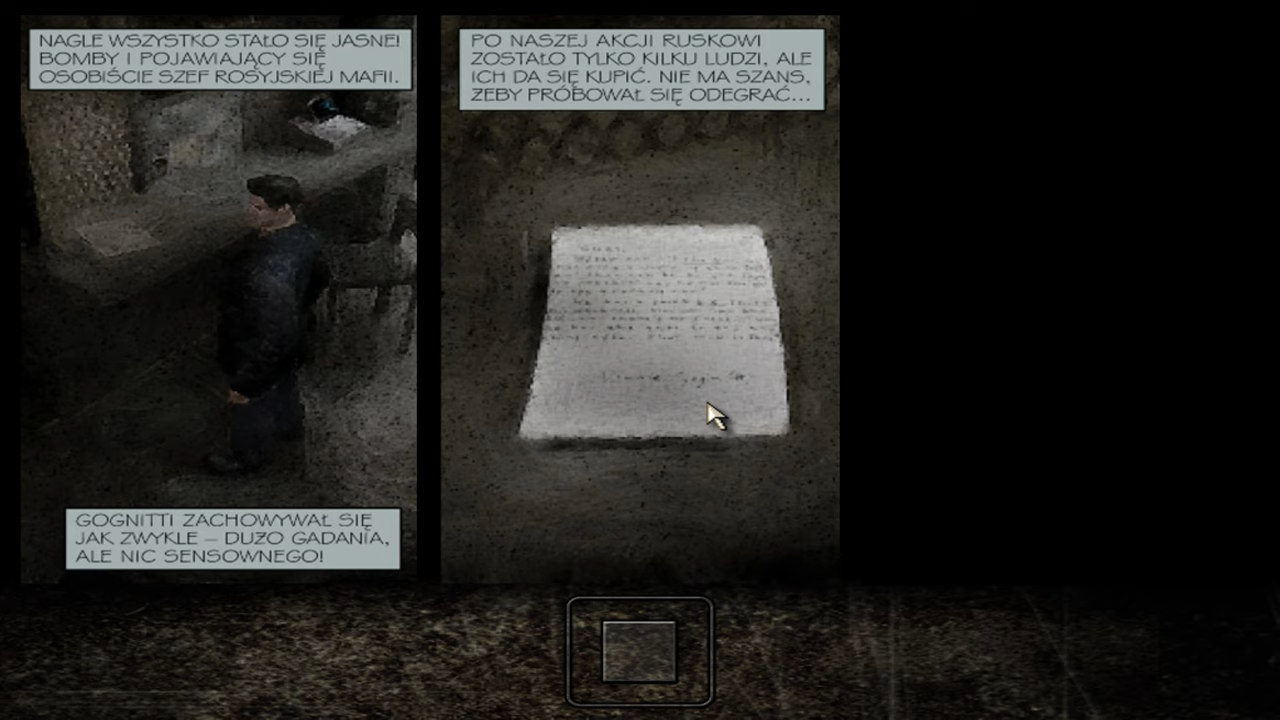 NAGLE WSZYSTKO STAŁO SIĘ JASNE!
BOMBY I POJAWIAJĄCY SIĘ
OSOBIŚCIE SZEF ROSYJSKIEJ MAFII.
GOGNITTI ZACHOWYWAŁ SIĘ
JAK ZWYKLE – DUŻO GADANIA,
ALE NIC SENSOWNEGO!
PO NASZEJ AKCJI RUSKOWI
ZOSTAŁO TYLKO KILKU LUDZI, ALE
ICH DA SIĘ KUPIĆ. NIE MA SZANS,
ŻEBY PRÓBOWAŁ SIĘ ODEGRAĆ...